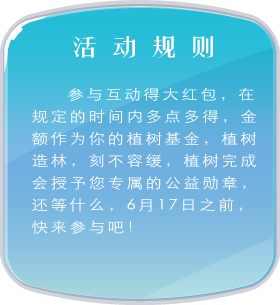 活动规则
参与互动得大红包，在
规定的时间内多点多得，金
额作为你的植树基金，植树
造林，刻不容缓，植树完成
会授予您专属的公益勋章，
还等什么，6月17日之前，
快来参与吧！